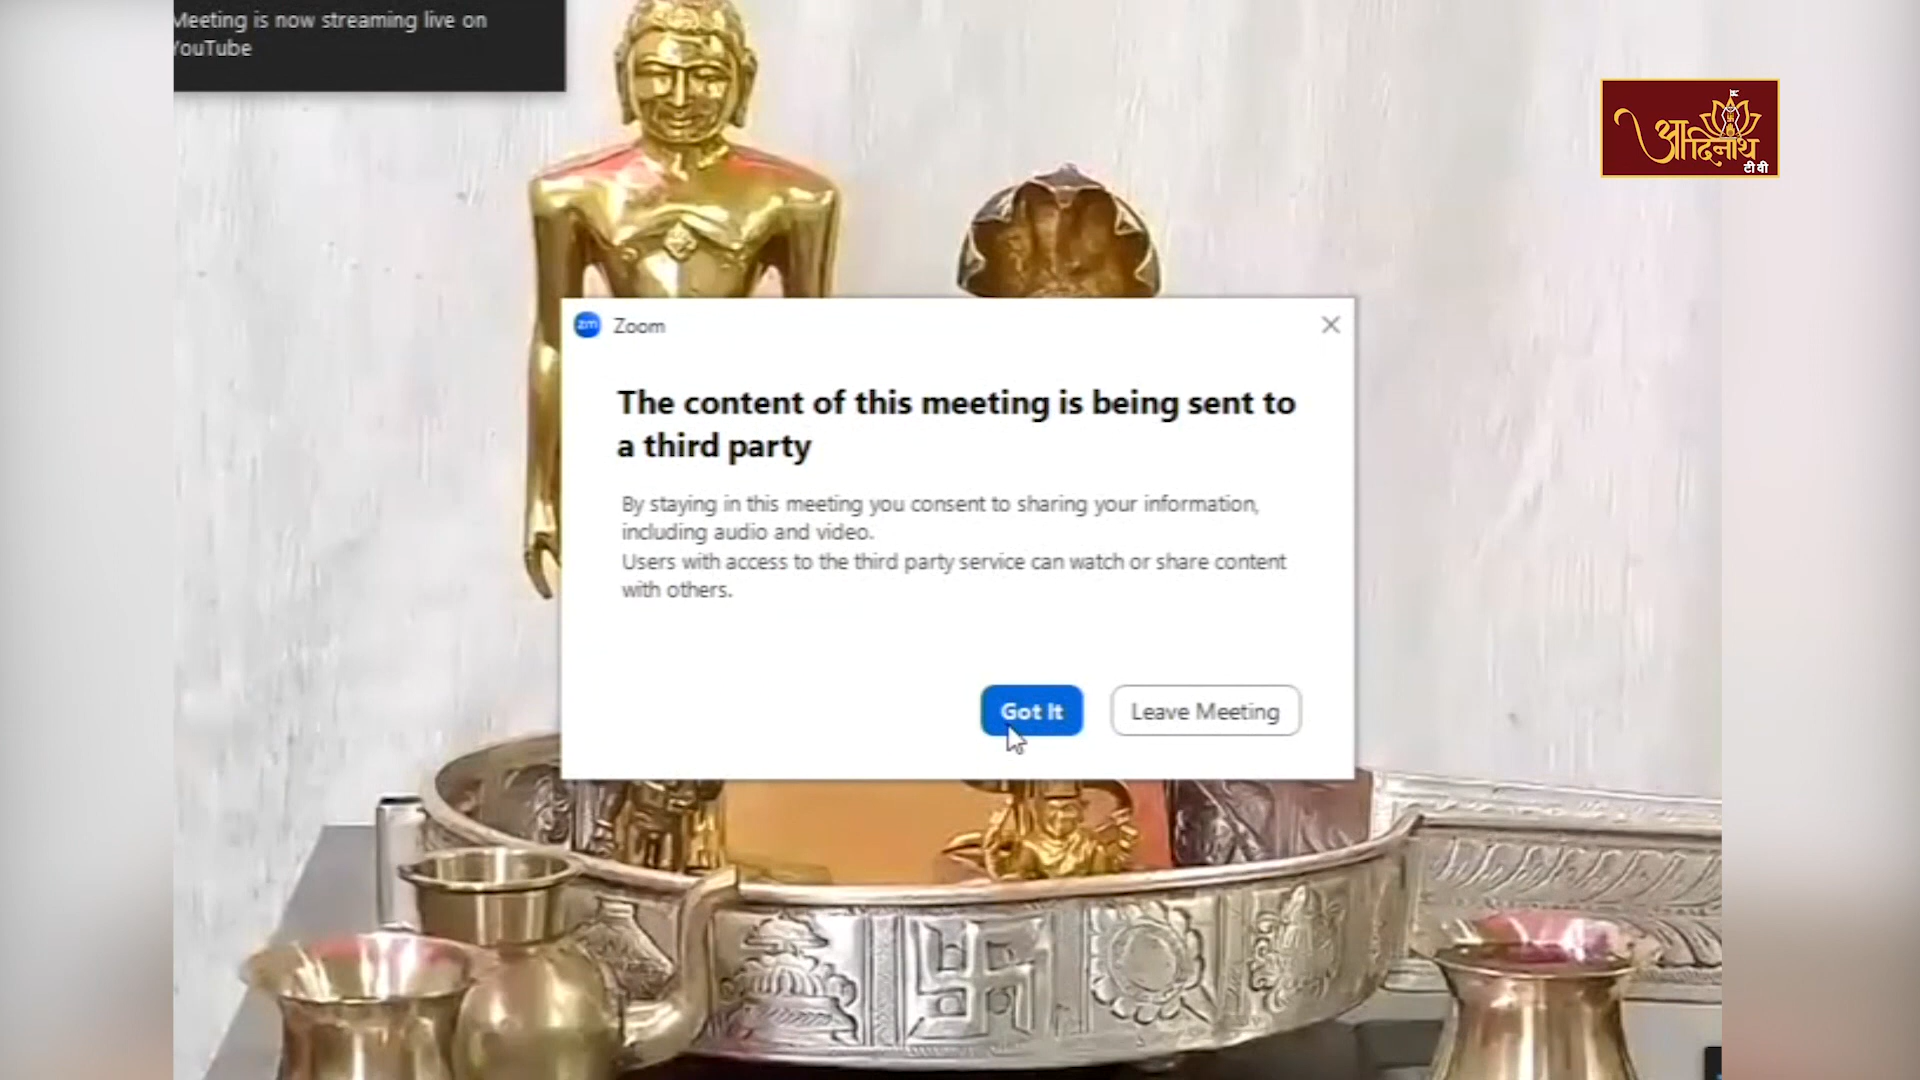 Meeting is now streaming live on
YouTube
आदिनाथ
टीवी
zm Zoom
The content of this meeting is being sent to
a third party
By staying in this meeting you consent to sharing your information,
including audio and video.
Users with access to the third party service can watch or share content
with others.
Got It
Leave Meeting